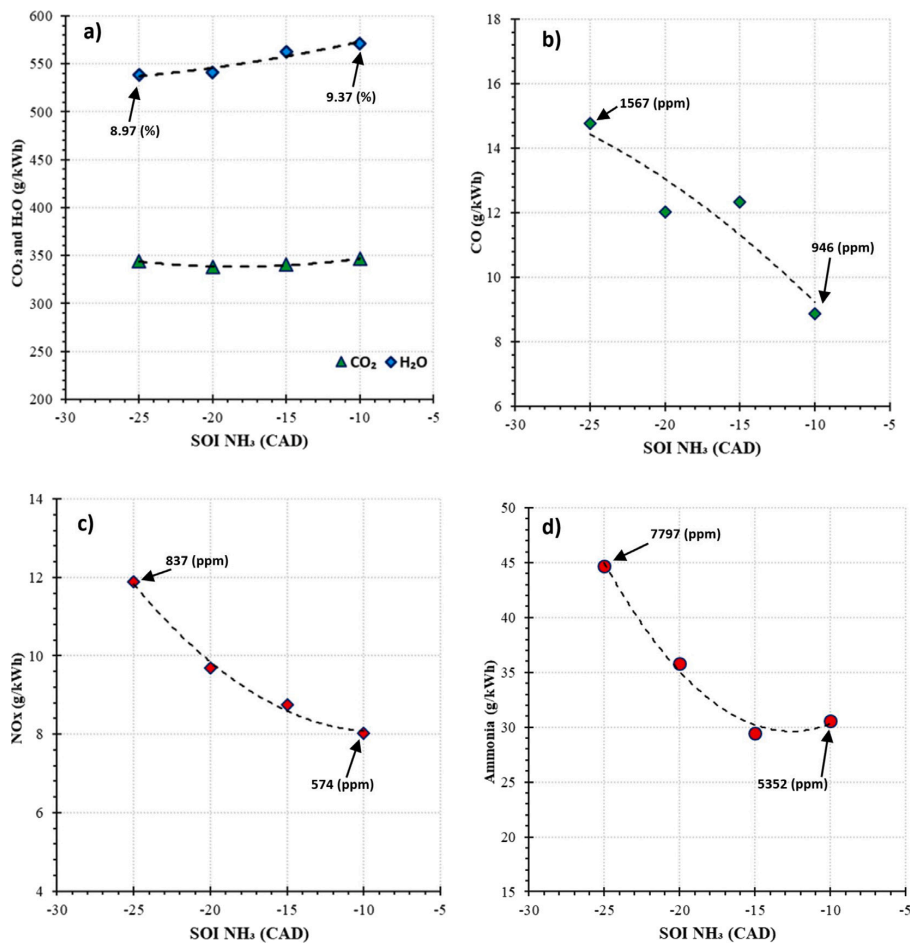 a)
CO₂ and H₂O (g/kWh)
600
550
500
450
400
350
300
250
200
8.97 (%)
9.37 (%)
CO₂ H₂O
-30 -25 -20 -15 -10 -5
SOI NH₃ (CAD)
b)
CO (g/kWh)
18
16
14
12
10
8
6
1567 (ppm)
946 (ppm)
-30 -25 -20 -15 -10 -5
SOI NH₃ (CAD)
c)
NOx (g/kWh)
14
12
10
8
6
4
837 (ppm)
574 (ppm)
-30 -25 -20 -15 -10 -5
SOI NH₃ (CAD)
d)
Ammonia (g/kWh)
50
45
40
35
30
25
20
15
7797 (ppm)
5352 (ppm)
-30 -25 -20 -15 -10 -5
SOI NH₃ (CAD)